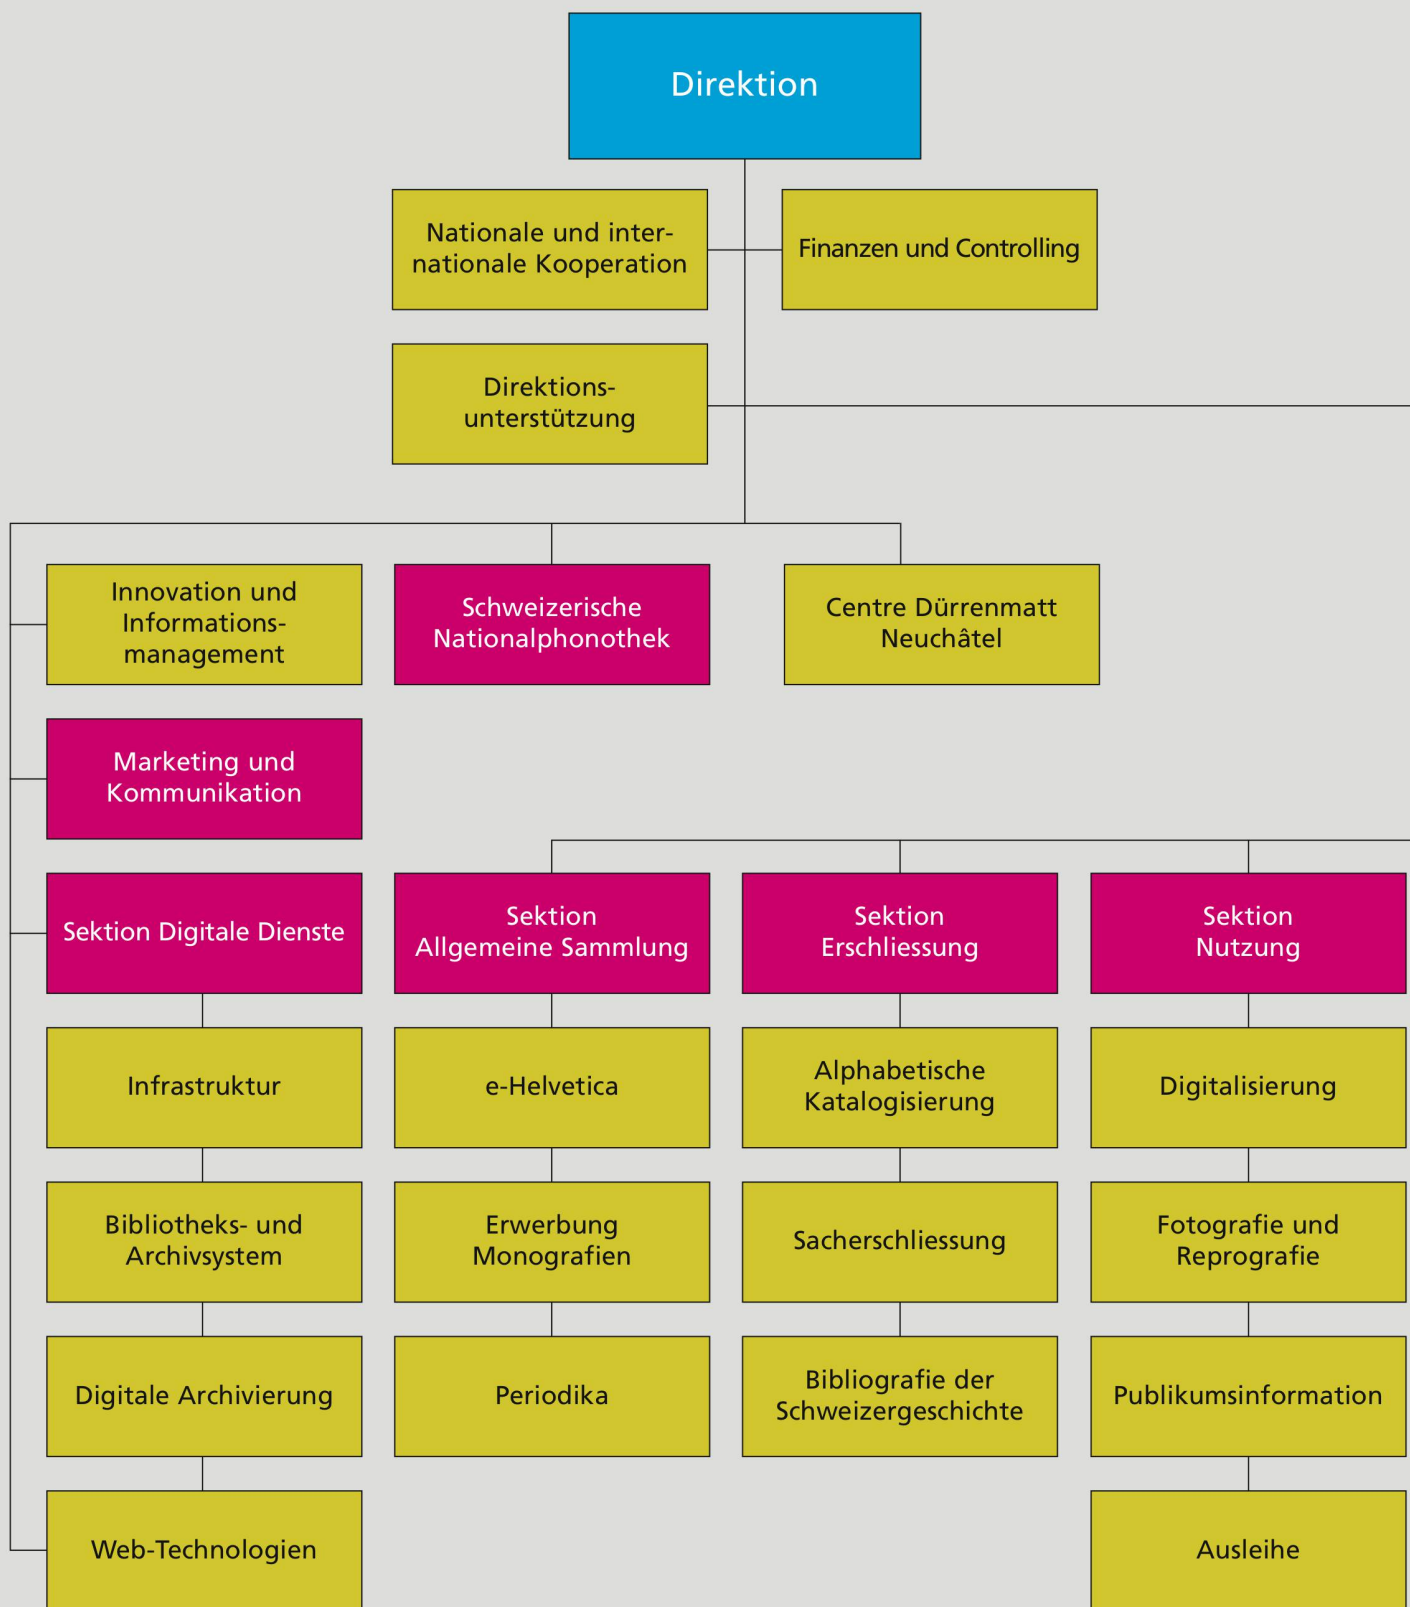 Direktion
Nationale und inter-
nationale Kooperation
Finanzen und Controlling
Direktions-
unterstützung
Innovation und
Informations-
management
Schweizerische
Nationalphonothek
Centre Dürrenmatt
Neuchâtel
Marketing und
Kommunikation
Sektion Digitale Dienste
Sektion
Allgemeine Sammlung
Sektion
Erschliessung
Sektion
Nutzung
Infrastruktur
e-Helvetica
Alphabetische
Katalogisierung
Digitalisierung
Bibliotheks- und
Archivsystem
Erwerbung
Monografien
Sacherschliessung
Fotografie und
Reprografie
Digitale Archivierung
Periodika
Bibliografie der
Schweizergeschichte
Publikumsinformation
Web-Technologien
Ausleihe